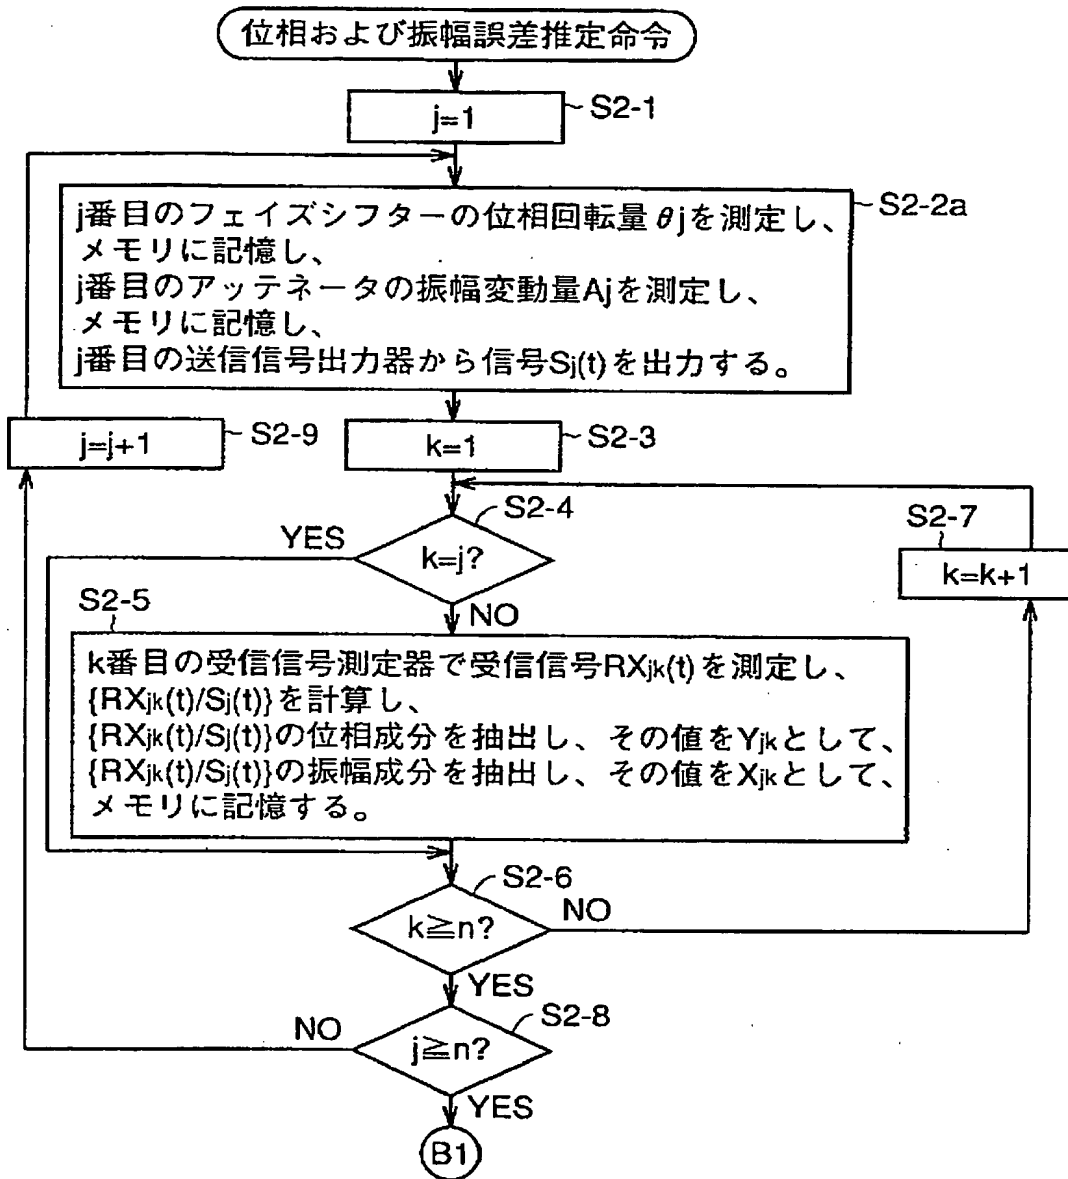 位相および振幅誤差推定命令
j=1
S2-1
j番目のフェイズシフターの位相回転量θjを測定し、
メモリに記憶し、
j番目のアッテネータの振幅変動量Ajを測定し、
メモリに記憶し、
j番目の送信信号出力器から信号Sj(t)を出力する。
S2-2a
j=j+1
S2-9
k=1
S2-3
S2-4
YES
k=j?
NO
S2-7
k=k+1
S2-5
k番目の受信信号測定器で受信信号RXjk(t)を測定し、
{RXjk(t)/Sj(t)}を計算し、
{RXjk(t)/Sj(t)}の位相成分を抽出し、その値をYjkとして、
{RXjk(t)/Sj(t)}の振幅成分を抽出し、その値をXjkとして、
メモリに記憶する。
S2-6
k≧n?
NO
YES
S2-8
NO
j≧n?
YES
B1